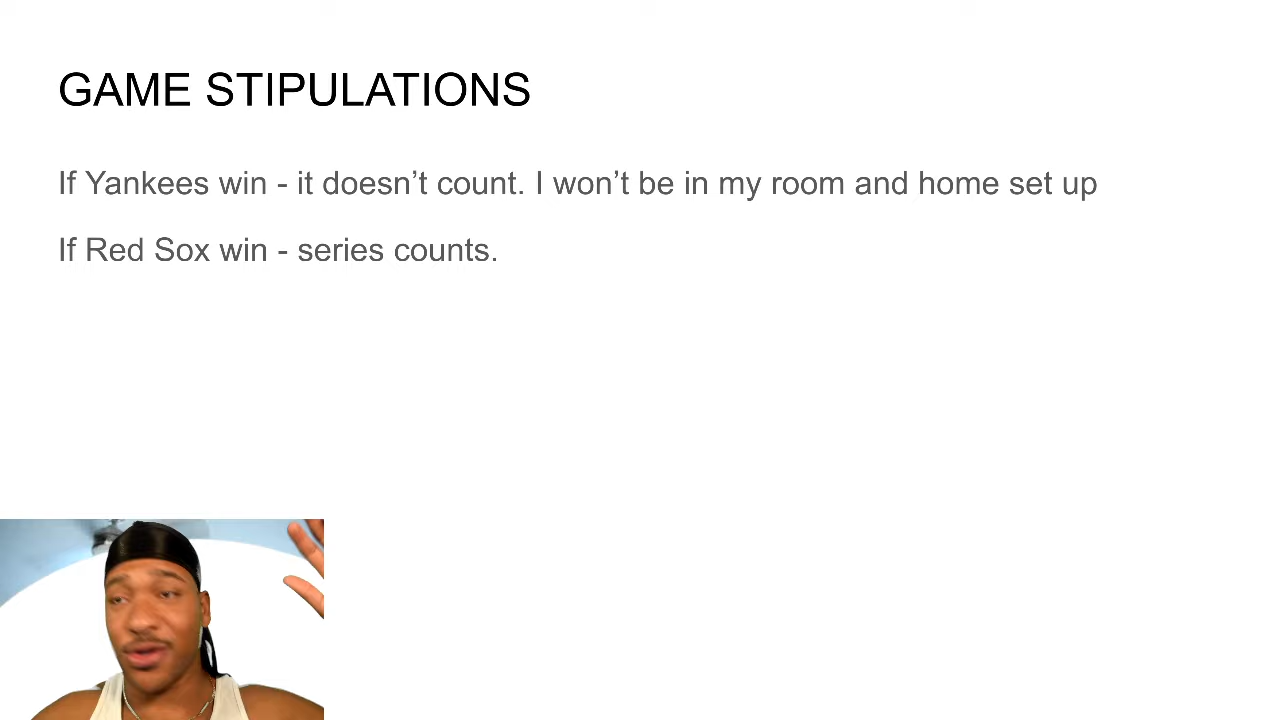 GAME STIPULATIONS
If Yankees win - it doesn’t count. I won’t be in my room and home set up
If Red Sox win - series counts.